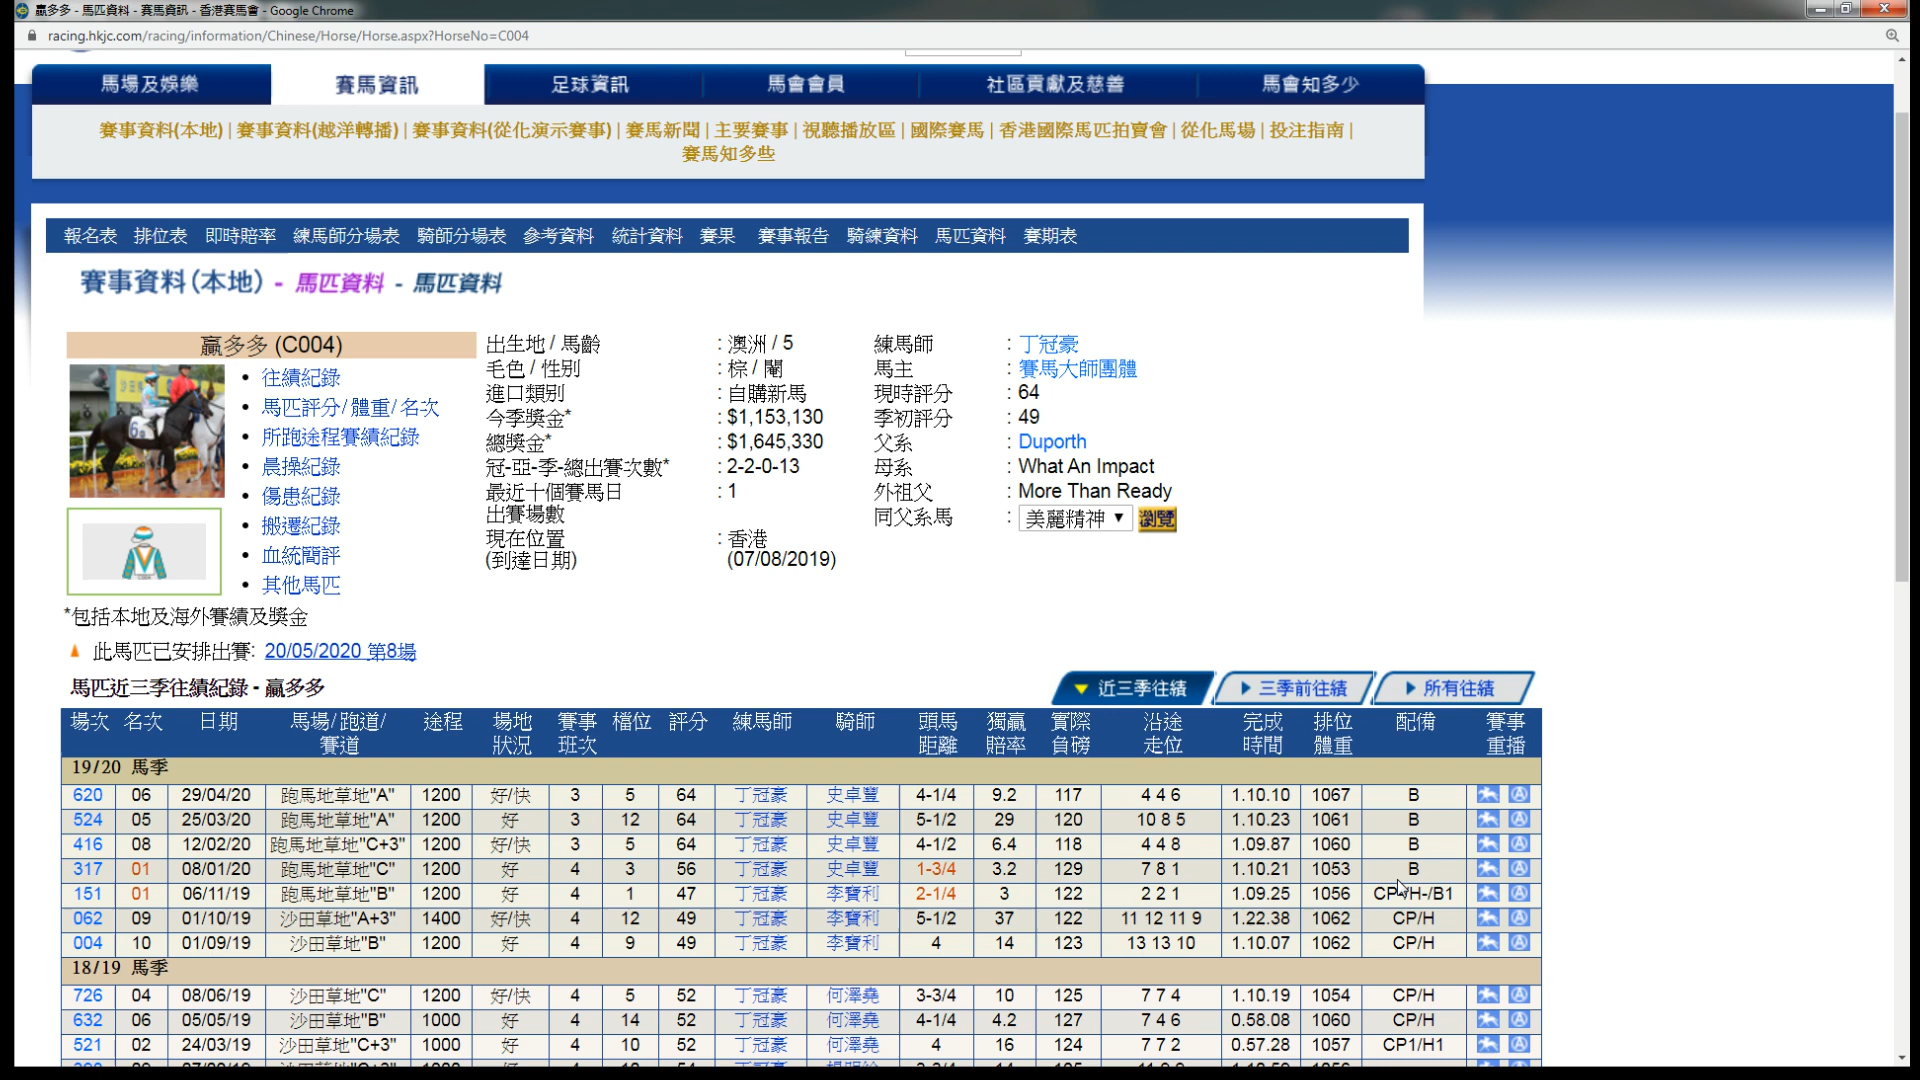 贏多多 - 馬匹資料 - 賽馬資訊 - 香港賽馬會 - Google Chrome
racing.hkjc.com/racing/information/Chinese/Horse/Horse.aspx?HorseNo=C004
馬場及娛樂 賽馬資訊 足球資訊 馬會會員 社區貢獻及慈善 馬會知多少
賽事資料(本地) | 賽事資料(越洋轉播) | 賽事資料(從化演示賽事) | 賽馬新聞 | 主要賽事 | 視聽播放區 | 國際賽馬 | 香港國際馬匹拍賣會 | 從化馬場 | 投注指南 |
賽馬知多些
報名表 排位表 即時賠率 練馬師分場表 騎師分場表 參考資料 統計資料 賽果 賽事報告 騎練資料 馬匹資料 賽期表
賽事資料(本地) - 馬匹資料 - 馬匹資料
贏多多 (C004)
• 往績紀錄
• 馬匹評分/體重/名次
• 所跑途程賽績紀錄
• 晨操紀錄
• 傷患紀錄
• 搬遷紀錄
• 血統簡評
• 其他馬匹
出生地 / 馬齡 : 澳洲 / 5
毛色 / 性別 : 棕 / 閹
進口類別 : 自購新馬
今季獎金* : $1,153,130
總獎金* : $1,645,330
冠-亞-季-總出賽次數* : 2-2-0-13
最近十個賽馬日 : 1
出賽場數
現在位置 : 香港
(到達日期) (07/08/2019)
練馬師 : 丁冠豪
馬主 : 賽馬大師團體
現時評分 : 64
季初評分 : 49
父系 : Duporth
母系 : What An Impact
外祖父 : More Than Ready
同父系馬 : 美麗精神 ▼ 瀏覽
*包括本地及海外賽績及獎金
此馬匹已安排出賽: 20/05/2020 第8場
馬匹近三季往績紀錄 - 贏多多
近三季往績 三季前往績 所有往績
場次 名次 日期 馬場/跑道/ 途程 場地 賽事 檔位 評分 練馬師 騎師 頭馬 獨贏 實際 沿途 完成 排位 配備 賽事
賽道 狀況 班次 距離 賠率 負磅 走位 時間 體重 重播
19/20 馬季
620 06 29/04/20 跑馬地草地"A" 1200 好/快 3 5 64 丁冠豪 史卓豐 4-1/4 9.2 117 4 4 6 1.10.10 1067 B
524 05 25/03/20 跑馬地草地"A" 1200 好 3 12 64 丁冠豪 史卓豐 5-1/2 29 120 10 8 5 1.10.23 1061 B
416 08 12/02/20 跑馬地草地"C+3" 1200 好/快 3 5 64 丁冠豪 史卓豐 4-1/2 6.4 118 4 4 8 1.09.87 1060 B
317 01 08/01/20 跑馬地草地"C" 1200 好 4 3 56 丁冠豪 史卓豐 1-3/4 3.2 129 7 8 1 1.10.21 1053 B
151 01 06/11/19 跑馬地草地"B" 1200 好 4 1 47 丁冠豪 李寶利 2-1/4 3 122 2 2 1 1.09.25 1056 CP-/H-/B1
062 09 01/10/19 沙田草地"A+3" 1400 好/快 4 12 49 丁冠豪 李寶利 5-1/2 37 122 11 12 11 9 1.22.38 1062 CP/H
004 10 01/09/19 沙田草地"B" 1200 好 4 9 49 丁冠豪 李寶利 4 14 123 13 13 10 1.10.07 1062 CP/H
18/19 馬季
726 04 08/06/19 沙田草地"C" 1200 好/快 4 5 52 丁冠豪 何澤堯 3-3/4 10 125 7 7 4 1.10.19 1054 CP/H
632 06 05/05/19 沙田草地"B" 1000 好 4 14 52 丁冠豪 何澤堯 4-1/4 4.2 127 7 4 6 0.58.08 1060 CP/H
521 02 24/03/19 沙田草地"C+3" 1000 好 4 10 52 丁冠豪 何澤堯 4 16 124 7 7 2 0.57.28 1057 CP1/H1